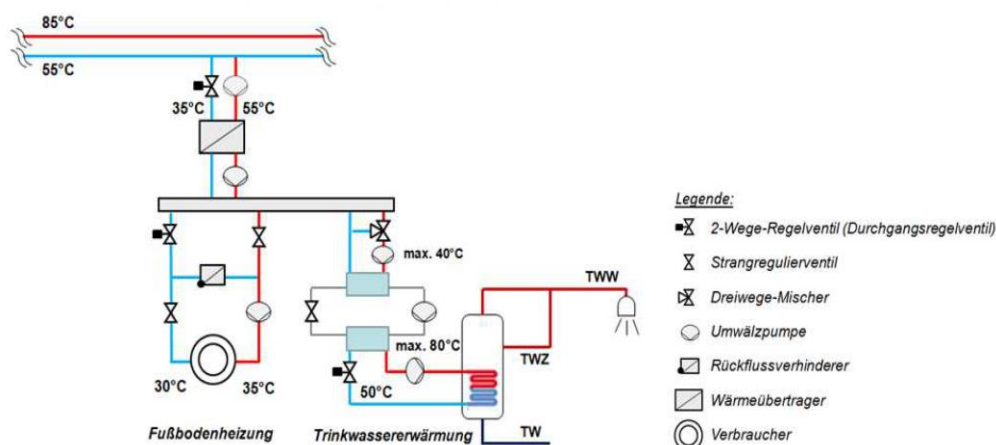 85°C
55°C
35°C
55°C
max. 40°C
max. 80°C
50°C
30°C
35°C
TWW
TWZ
TW
Fußbodenheizung
Trinkwassererwärmung
Legende:
2-Wege-Regelventil (Durchgangsregelventil)
Strangregulierventil
Dreiwege-Mischer
Umwälzpumpe
Rückflussverhinderer
Wärmeübertrager
Verbraucher